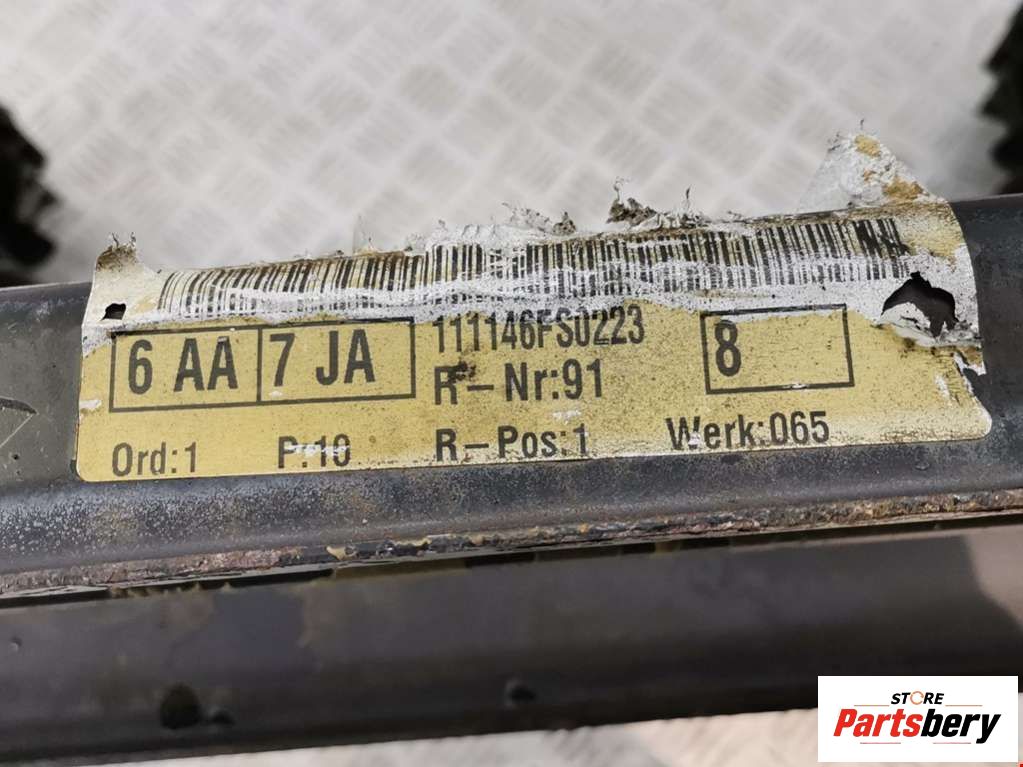 111146FS0223
6 AA 7 JA
8
R-Nr:91
Ord:1 P:10 R-Pos:1 Werk:065
STORE
Partsbery